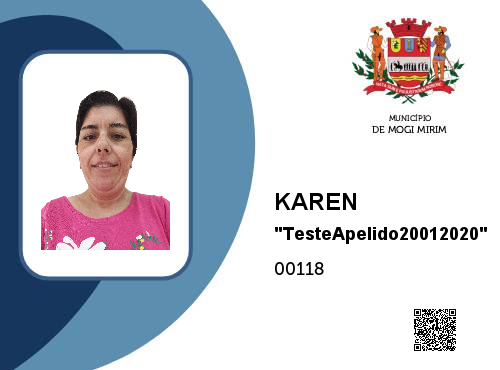 MUNICÍPIO
DE MOGI MIRIM
KAREN
"TesteApelido20012020"
00118